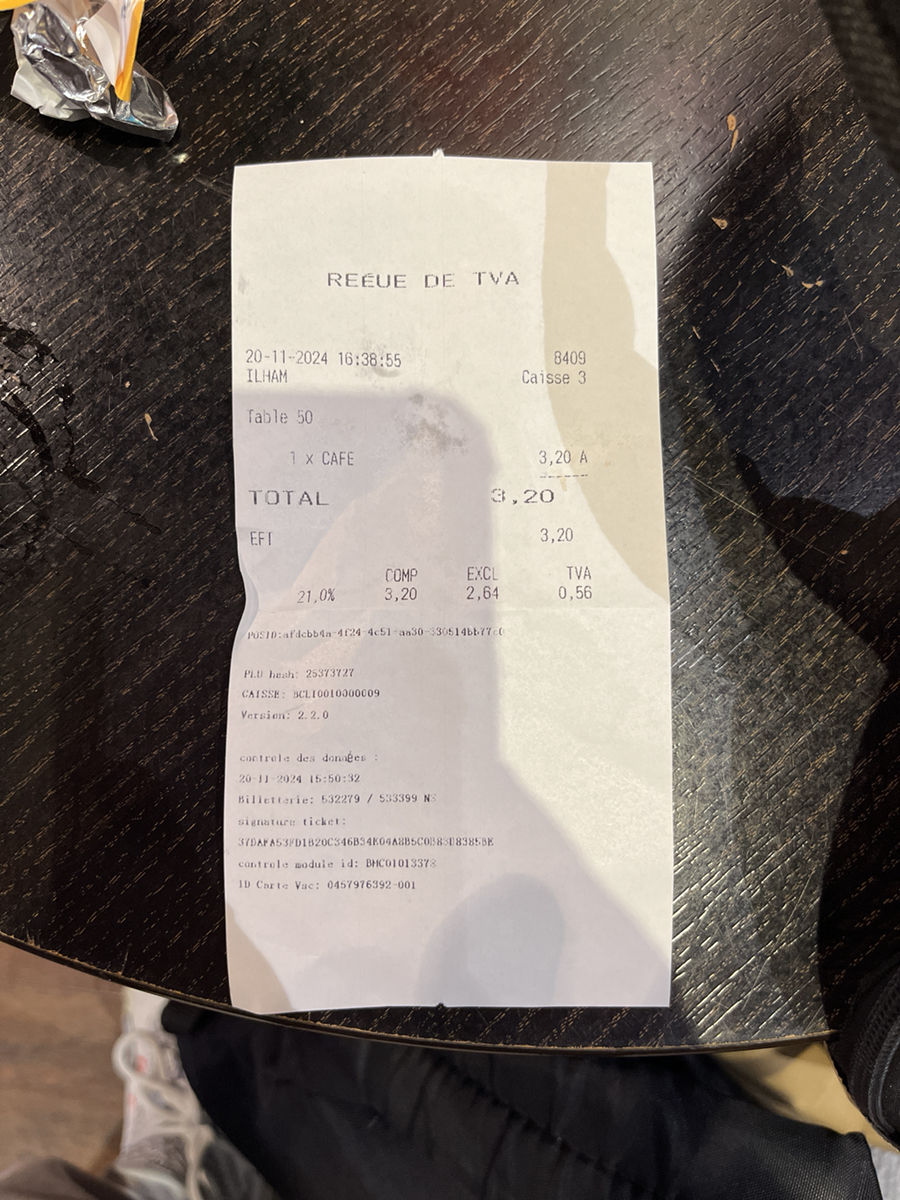 REÉUE DE TVA
20-11-2024 16:38:55 8409
ILHAM Caisse 3
Table 50
1 x CAFE 3,20 A
TOTAL 3,20
EFT 3,20
COMP EXCL TVA
21,0% 3,20 2,64 0,56
PLU hash: 25373727
CAISSE: BCLI0010000009
Version: 2.2.0
controle des données :
20-11-2024 15:50:32
Billetterie: 532279 / 533399 NS
signature ticket:
controle module id: BMC01013378
ID Carte Vac: 0457976392-001